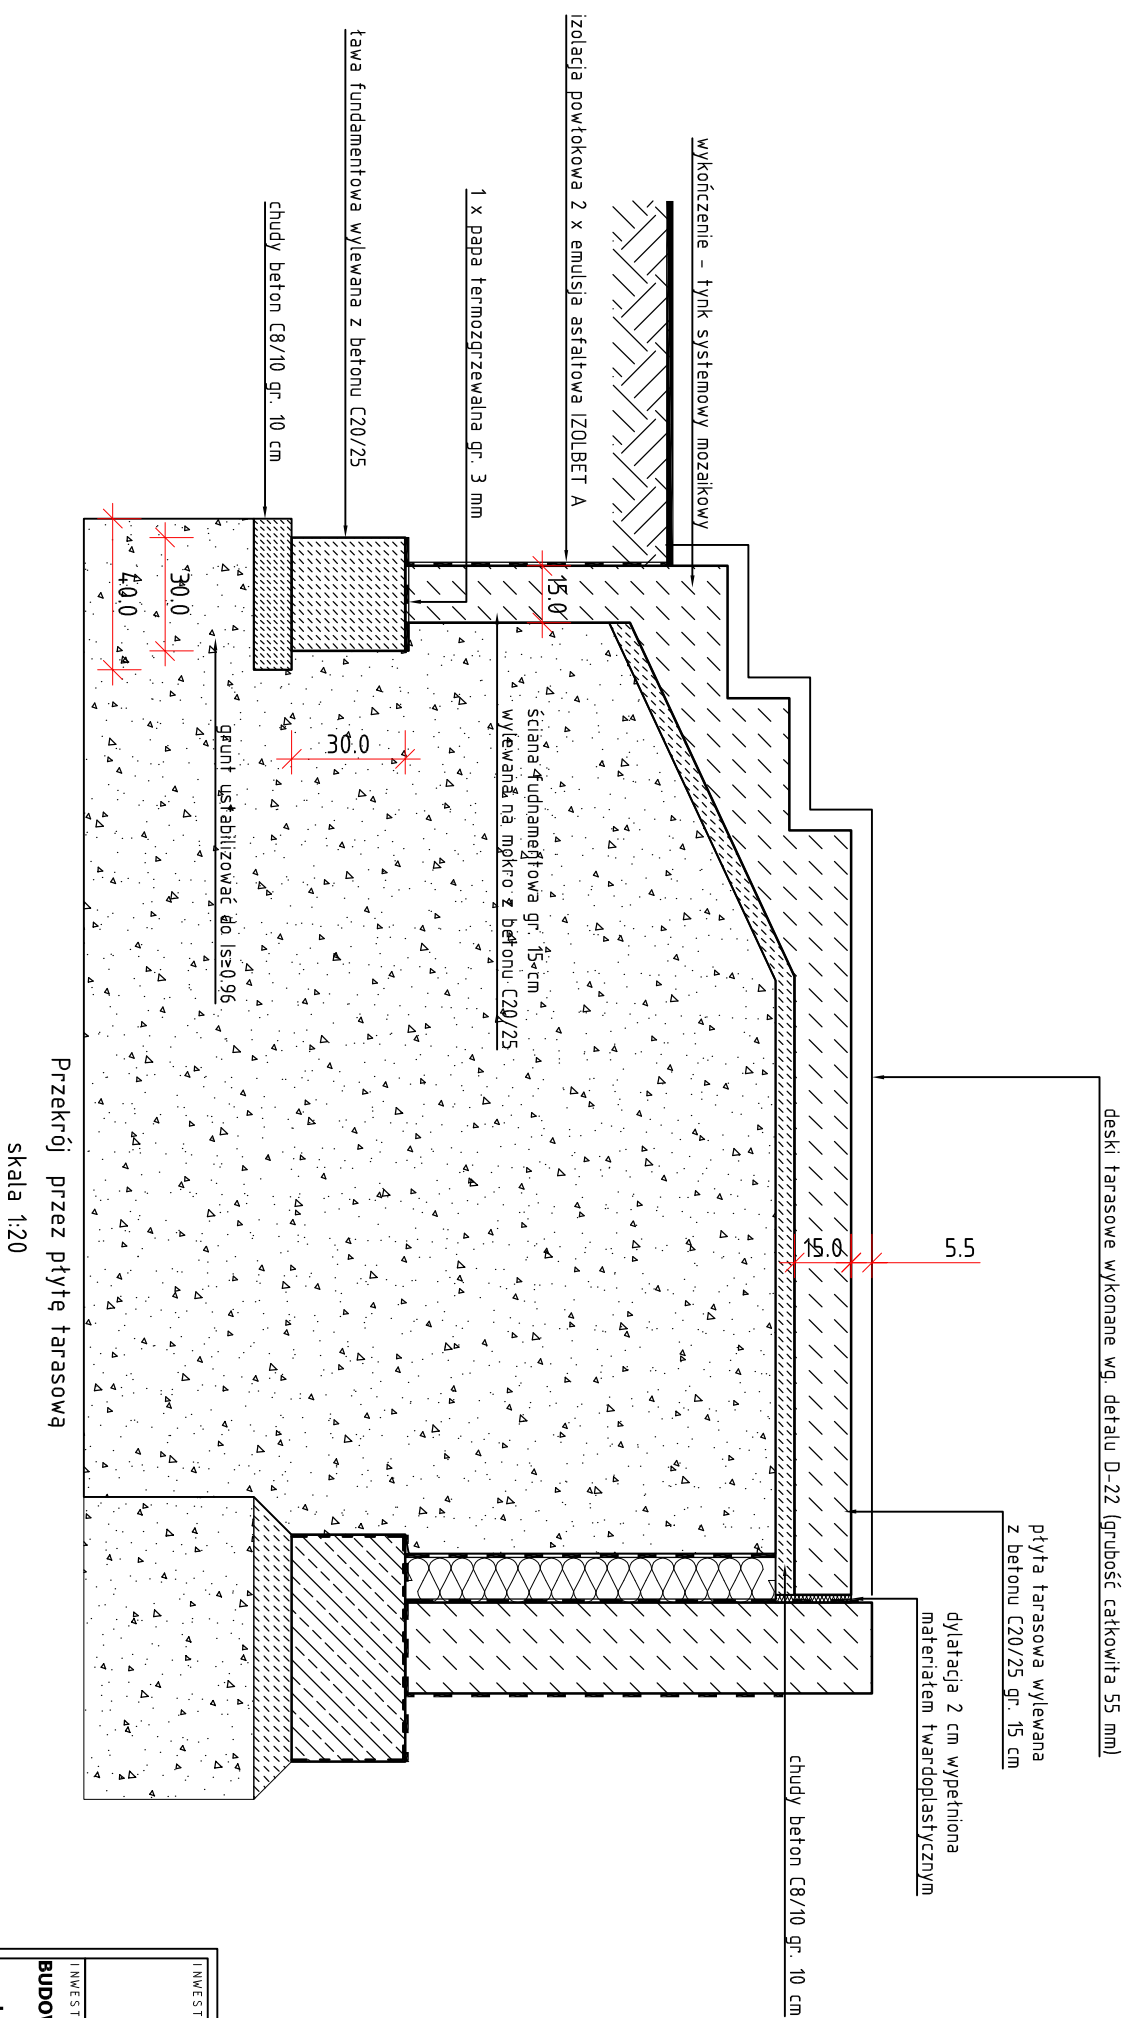 deski tarasowe wykonane wg. detalu D-22 (grubość całkowita 55 mm)
płyta tarasowa wylewana
z betonu C20/25 gr. 15 cm
dylatacja 2 cm wypełniona
materiałem twardoplastycznym
5.5
15.0
chudy beton C8/10 gr. 10 cm
wykończenie - tynk systemowy mozaikowy
izolacja powłokowa 2 x emulsja asfaltowa IZOLBET A
15.0
ściana fudnamentowa gr. 15 cm
wylewana na mokro z betonu C20/25
1 x papa termozgrzewalna gr. 3 mm
ława fundamentowa wylewana z betonu C20/25
30.0
chudy beton C8/10 gr. 10 cm
grunt ustabilizować do Is≥0.96
30.0
40.0
Przekrój przez płytę tarasową
skala 1:20
INWEST
INWEST
BUDOW